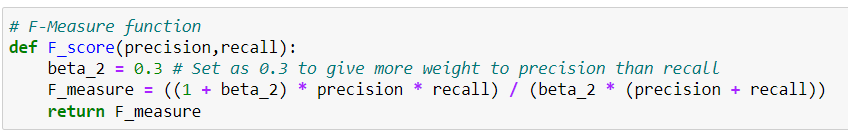 # F-Measure function
def F_score(precision,recall):
    beta_2 = 0.3 # Set as 0.3 to give more weight to precision than recall
    F_measure = ((1 + beta_2) * precision * recall) / (beta_2 * (precision + recall))
    return F_measure